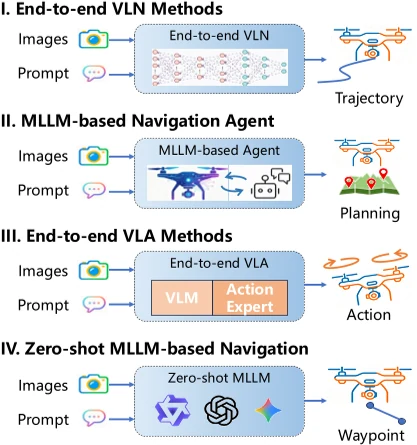 I. End-to-end VLN Methods
Images
Prompt
End-to-end VLN
Trajectory
II. MLLM-based Navigation Agent
Images
Prompt
MLLM-based Agent
Planning
III. End-to-end VLA Methods
Images
Prompt
End-to-end VLA
VLM
Action
Expert
Action
IV. Zero-shot MLLM-based Navigation
Images
Prompt
Zero-shot MLLM
Waypoint